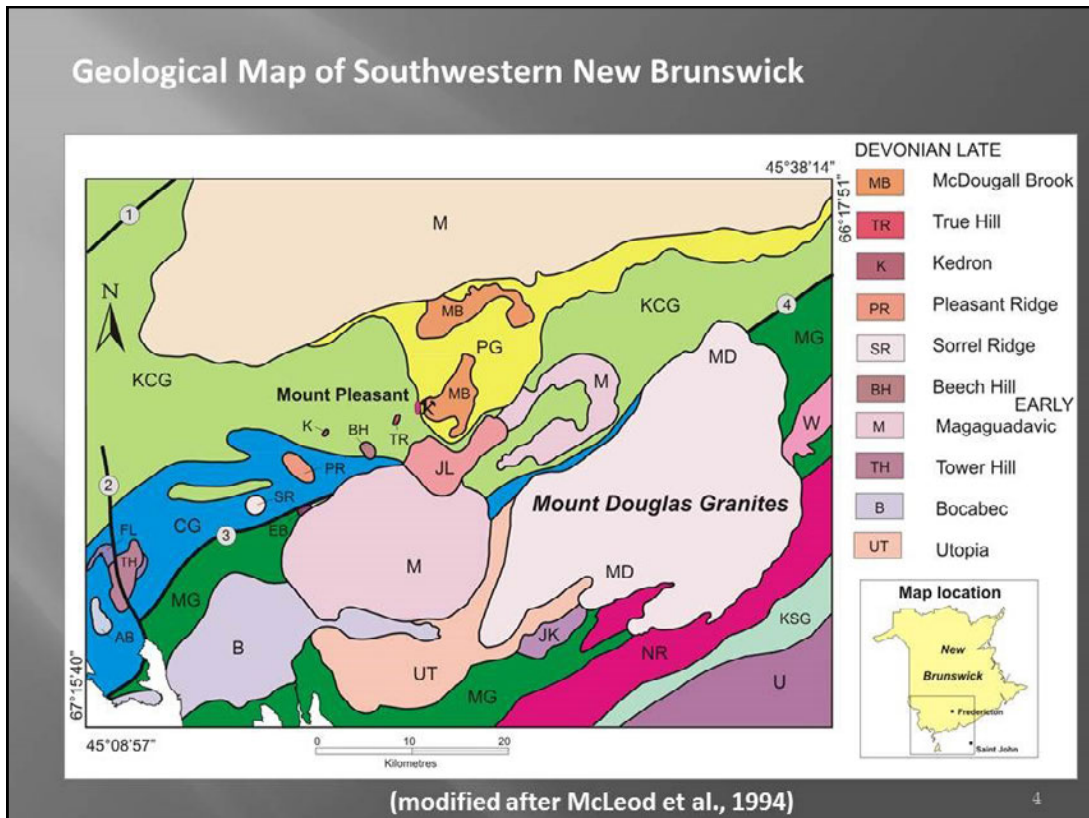 Geological Map of Southwestern New Brunswick
DEVONIAN LATE
45°38'14"
66°17'51"
MB McDougall Brook
TR True Hill
K Kedron
PR Pleasant Ridge
SR Sorrel Ridge
BH Beech Hill
EARLY
M Magaguadavic
TH Tower Hill
B Bocabec
UT Utopia
1
M
N
KCG
MB
PG
KCG
4
MD
MG
Mount Pleasant
MB
M
K
BH
TR
W
2
PR
JL
SR
Mount Douglas Granites
FL
CG
3
EB
TH
M
MD
MG
AB
B
JK
KSG
UT
NR
MG
U
67°15'40"
45°08'57"
0 10 20
Kilometres
Map location
New
Brunswick
Fredericton
Saint John
(modified after McLeod et al., 1994)
4